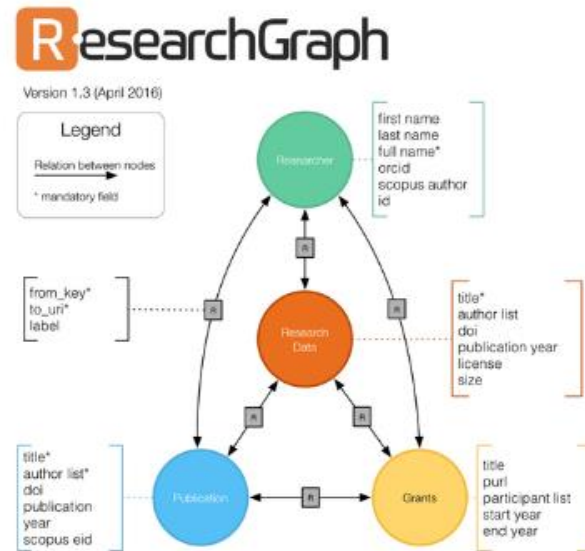 ResearchGraph
Version 1.3 (April 2016)
Legend
Relation between nodes
* mandatory field
Researcher
first name
last name
full name*
orcid
scopus author
id
R
R
R
from_key*
to_uri*
label
Research
Data
title*
author list
doi
publication year
license
size
R
R
title*
author list*
doi
publication
year
scopus eid
Publication
R
Grants
title
purl
participant list
start year
end year